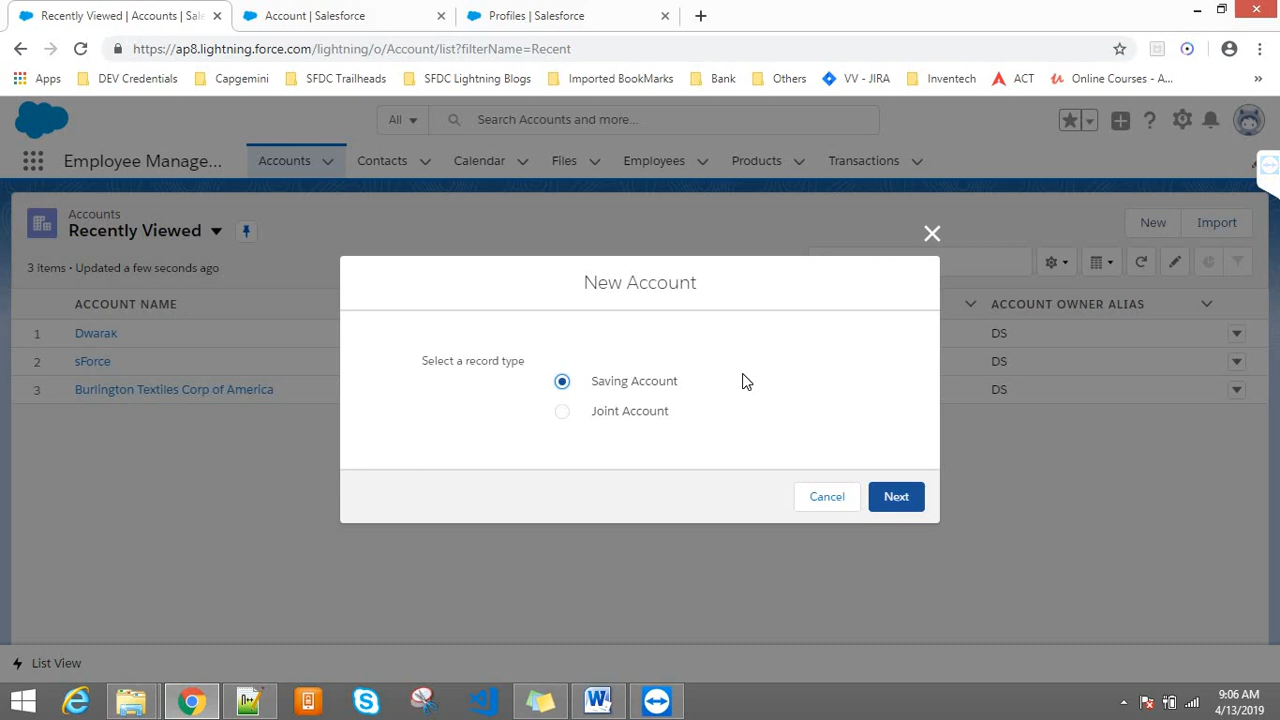 Recently Viewed | Accounts | Sale
Account | Salesforce
Profiles | Salesforce
https://ap8.lightning.force.com/lightning/o/Account/list?filterName=Recent
Apps
DEV Credentials
Capgemini
SFDC Trailheads
SFDC Lightning Blogs
Imported BookMarks
Bank
Others
VV - JIRA
Inventech
ACT
Online Courses - A...
»
All
Search Accounts and more...
Employee Manage...
Accounts
Contacts
Calendar
Files
Employees
Products
Transactions
Accounts
Recently Viewed
New
Import
3 items • Updated a few seconds ago
ACCOUNT NAME
ACCOUNT OWNER ALIAS
1 Dwarak DS
2 sForce DS
3 Burlington Textiles Corp of America DS
New Account
Select a record type
Saving Account
Joint Account
Cancel
Next
List View
9:06 AM
4/13/2019